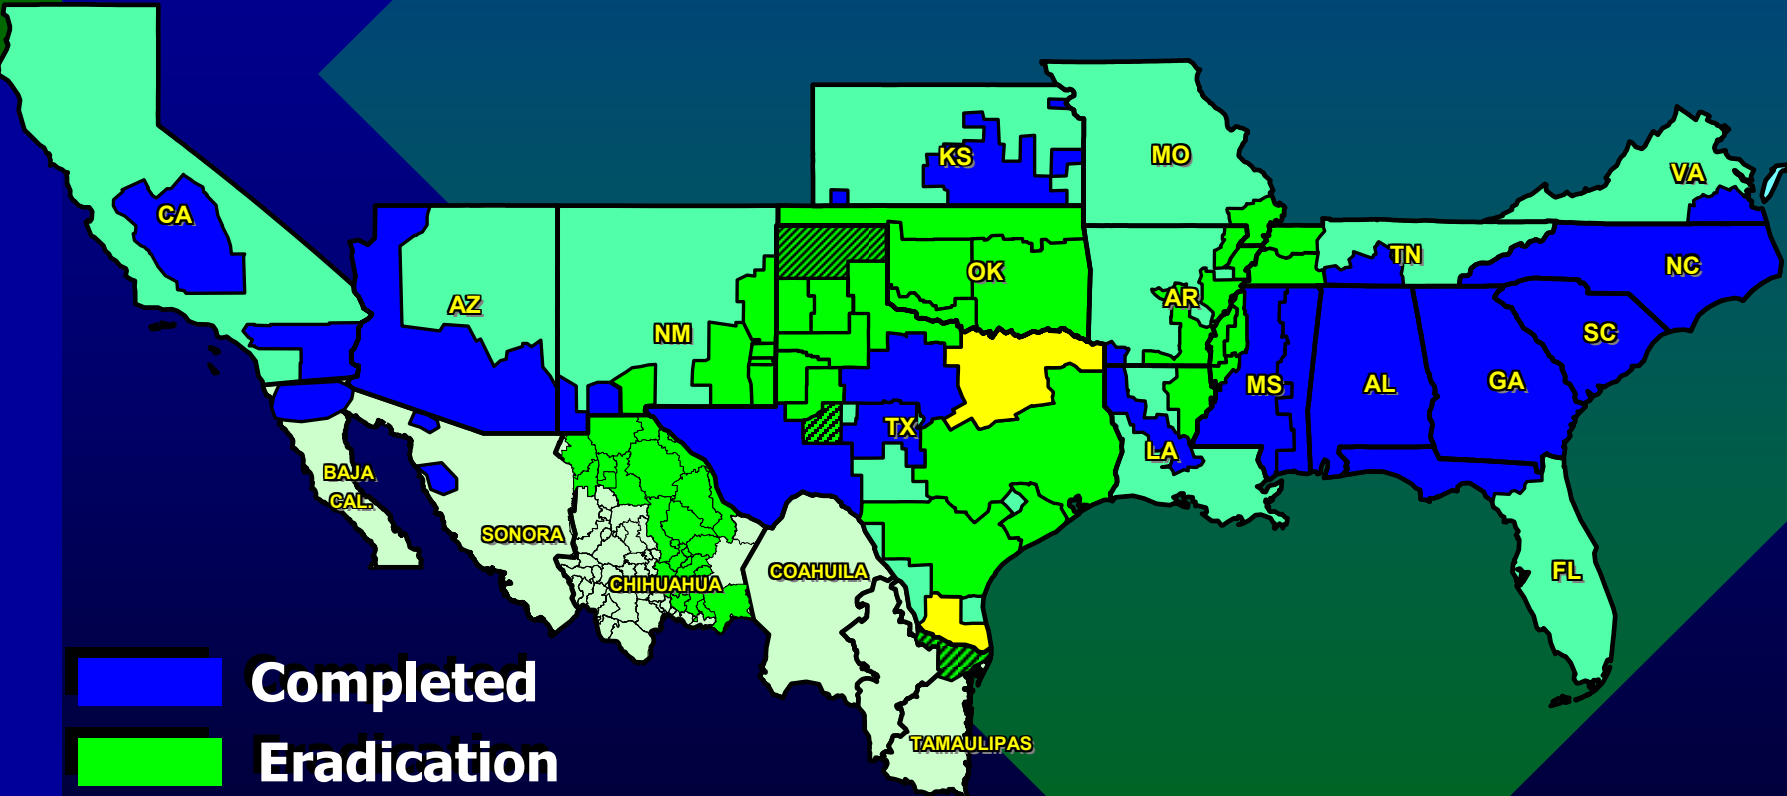 KS
MO
VA
CA
TN
NC
OK
AZ
AR
NM
SC
MS
AL
GA
TX
LA
BAJA
CAL.
SONORA
COAHUILA
FL
CHIHUAHUA
Completed
TAMAULIPAS
Eradication